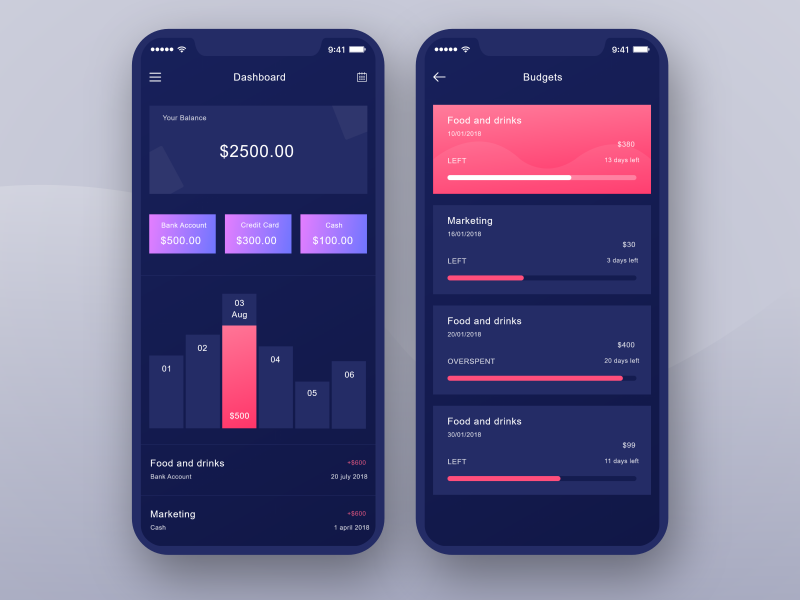 9:41
Dashboard
Your Balance
$2500.00
Bank Account
$500.00
Credit Card
$300.00
Cash
$100.00
01
02
03
Aug
$500
04
05
06
Food and drinks
+$600
Bank Account
20 july 2018
Marketing
+$600
Cash
1 april 2018
9:41
Budgets
Food and drinks
10/01/2018
$380
LEFT
13 days left
Marketing
16/01/2018
$30
LEFT
3 days left
Food and drinks
20/01/2018
$400
OVERSPENT
20 days left
Food and drinks
30/01/2018
$99
LEFT
11 days left